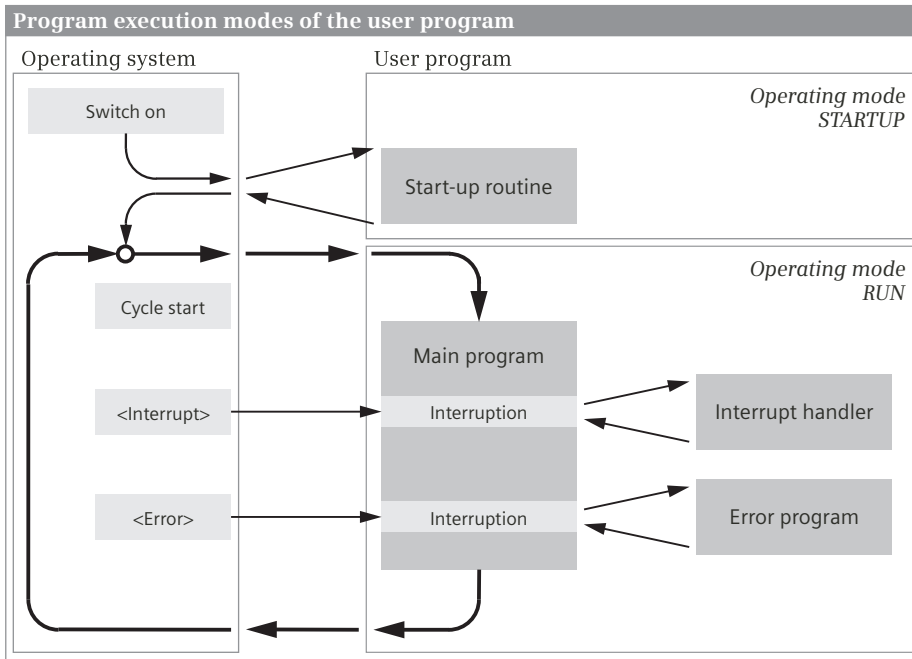 Program execution modes of the user program
Operating system
User program
Switch on
Operating mode
STARTUP
Start-up routine
Operating mode
RUN
Cycle start
Main program
<Interrupt>
Interruption
Interrupt handler
<Error>
Interruption
Error program